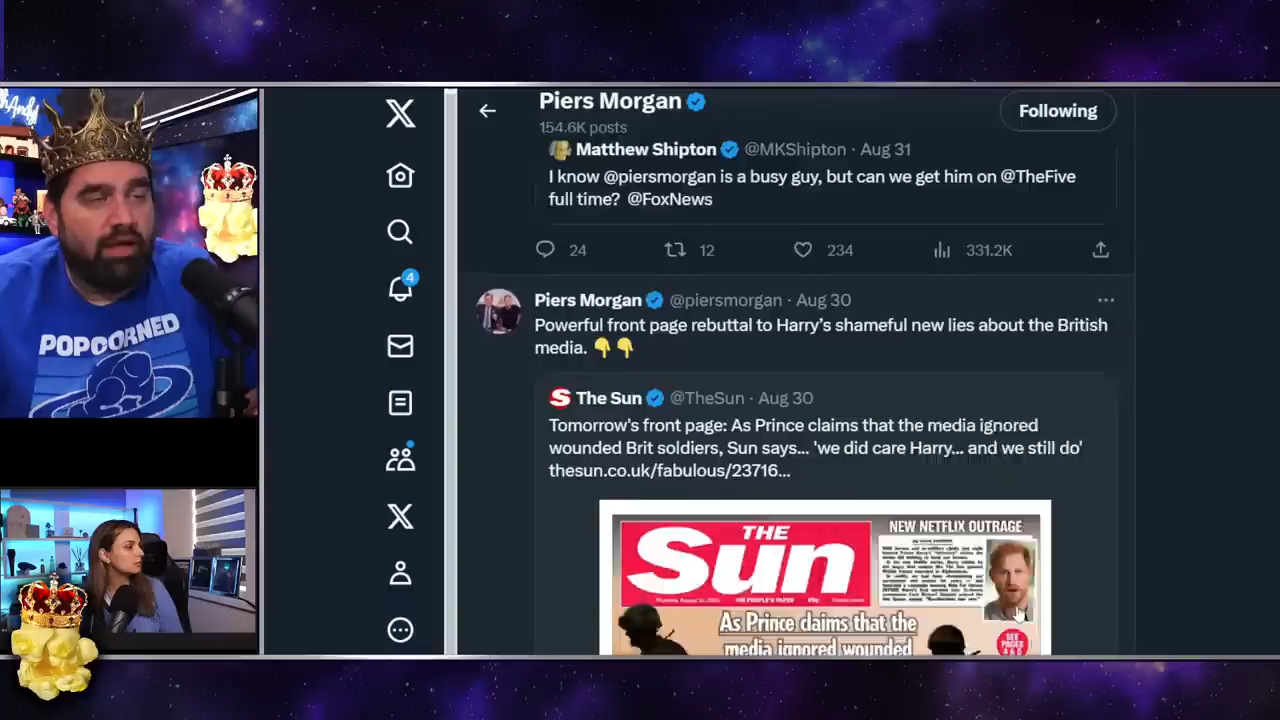 h Andy
POPCORNED
Piers Morgan
154.6K posts
Following
Matthew Shipton @MKShipton · Aug 31
I know @piersmorgan is a busy guy, but can we get him on @TheFive
full time? @FoxNews
24 12 234 331.2K
4
Piers Morgan @piersmorgan · Aug 30
Powerful front page rebuttal to Harry's shameful new lies about the British
media. 👇👇
The Sun @TheSun · Aug 30
Tomorrow's front page: As Prince claims that the media ignored
wounded Brit soldiers, Sun says... 'we did care Harry... and we still do'
thesun.co.uk/fabulous/23716...
THE
Sun
NEW NETFLIX OUTRAGE
As Prince claims that the
media ignored wounded
SEE
PAGES